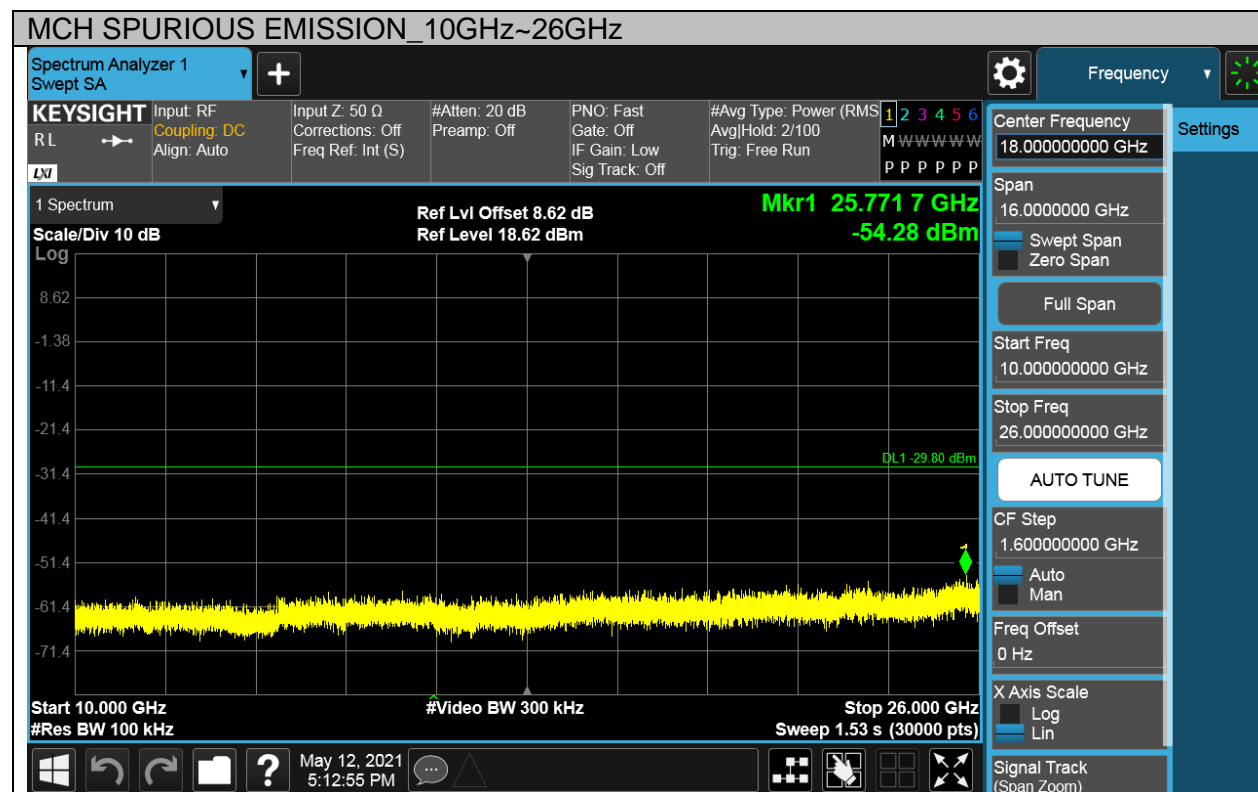 MCH SPURIOUS EMISSION_10GHz~26GHz
Spectrum Analyzer 1
Swept SA
+
Frequency
KEYSIGHT
R L
LXI
Input: RF
Coupling: DC
Align: Auto
Input Z: 50 Ω
Corrections: Off
Freq Ref: Int (S)
#Atten: 20 dB
Preamp: Off
PNO: Fast
Gate: Off
IF Gain: Low
Sig Track: Off
#Avg Type: Power (RMS
Avg|Hold: 2/100
Trig: Free Run
1 2 3 4 5 6
M W W W W W
P P P P P P
1 Spectrum
Scale/Div 10 dB
Ref Lvl Offset 8.62 dB
Ref Level 18.62 dBm
Mkr1 25.771 7 GHz
-54.28 dBm
Log
8.62
-1.38
-11.4
-21.4
-31.4
-41.4
-51.4
-61.4
-71.4
DL1 -29.80 dBm
1
Start 10.000 GHz
#Res BW 100 kHz
#Video BW 300 kHz
Stop 26.000 GHz
Sweep 1.53 s (30000 pts)
?
May 12, 2021
5:12:55 PM
Center Frequency
18.000000000 GHz
Settings
Span
16.0000000 GHz
Swept Span
Zero Span
Full Span
Start Freq
10.000000000 GHz
Stop Freq
26.000000000 GHz
AUTO TUNE
CF Step
1.600000000 GHz
Auto
Man
Freq Offset
0 Hz
X Axis Scale
Log
Lin
Signal Track
(Span Zoom)